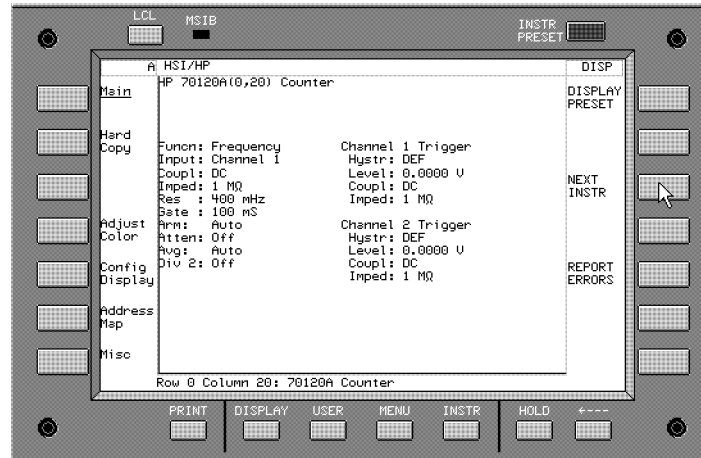 LCL
MSIB
INSTR
PRESET
A HSI/HP
DISP
HP 70120A(0,20) Counter
Main
DISPLAY
PRESET
Hard
Copy
Funcn: Frequency
Input: Channel 1
Coupl: DC
Imped: 1 MΩ
Res : 400 mHz
Gate : 100 mS
Arm: Auto
Atten: Off
Avg: Auto
Div 2: Off
Channel 1 Trigger
Hystr: DEF
Level: 0.0000 V
Coupl: DC
Imped: 1 MΩ
Channel 2 Trigger
Hystr: DEF
Level: 0.0000 V
Coupl: DC
Imped: 1 MΩ
NEXT
INSTR
Adjust
Color
Config
Display
REPORT
ERRORS
Address
Map
Misc
Row 0 Column 20: 70120A Counter
PRINT
DISPLAY
USER
MENU
INSTR
HOLD
<---